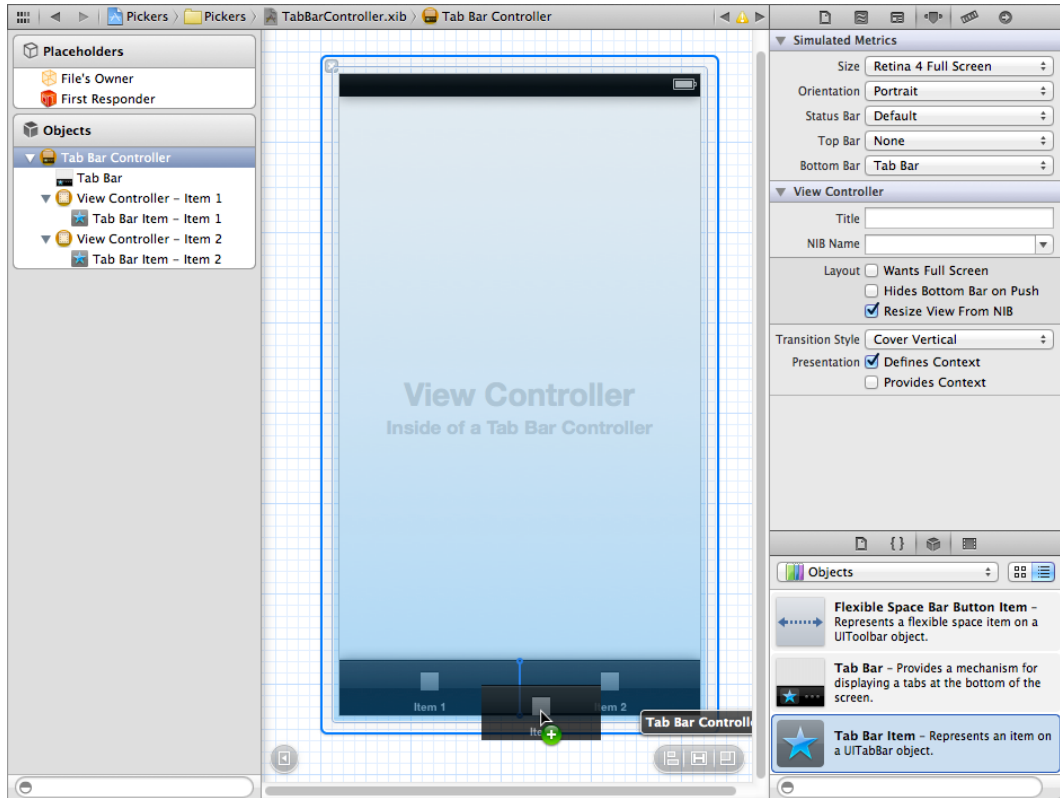 Pickers
Pickers
TabBarController.xib
Tab Bar Controller
Placeholders
File's Owner
First Responder
Objects
Tab Bar Controller
Tab Bar
View Controller – Item 1
Tab Bar Item – Item 1
View Controller – Item 2
Tab Bar Item – Item 2
View Controller
Inside of a Tab Bar Controller
Item 1
Item 2
Tab Bar Controll
Simulated Metrics
Size Retina 4 Full Screen
Orientation Portrait
Status Bar Default
Top Bar None
Bottom Bar Tab Bar
View Controller
Title
NIB Name
Layout Wants Full Screen
Hides Bottom Bar on Push
Resize View From NIB
Transition Style Cover Vertical
Presentation Defines Context
Provides Context
{}
Objects
Flexible Space Bar Button Item –
Represents a flexible space item on a
UIToolbar object.
Tab Bar – Provides a mechanism for
displaying a tabs at the bottom of the
screen.
Tab Bar Item – Represents an item on
a UITabBar object.